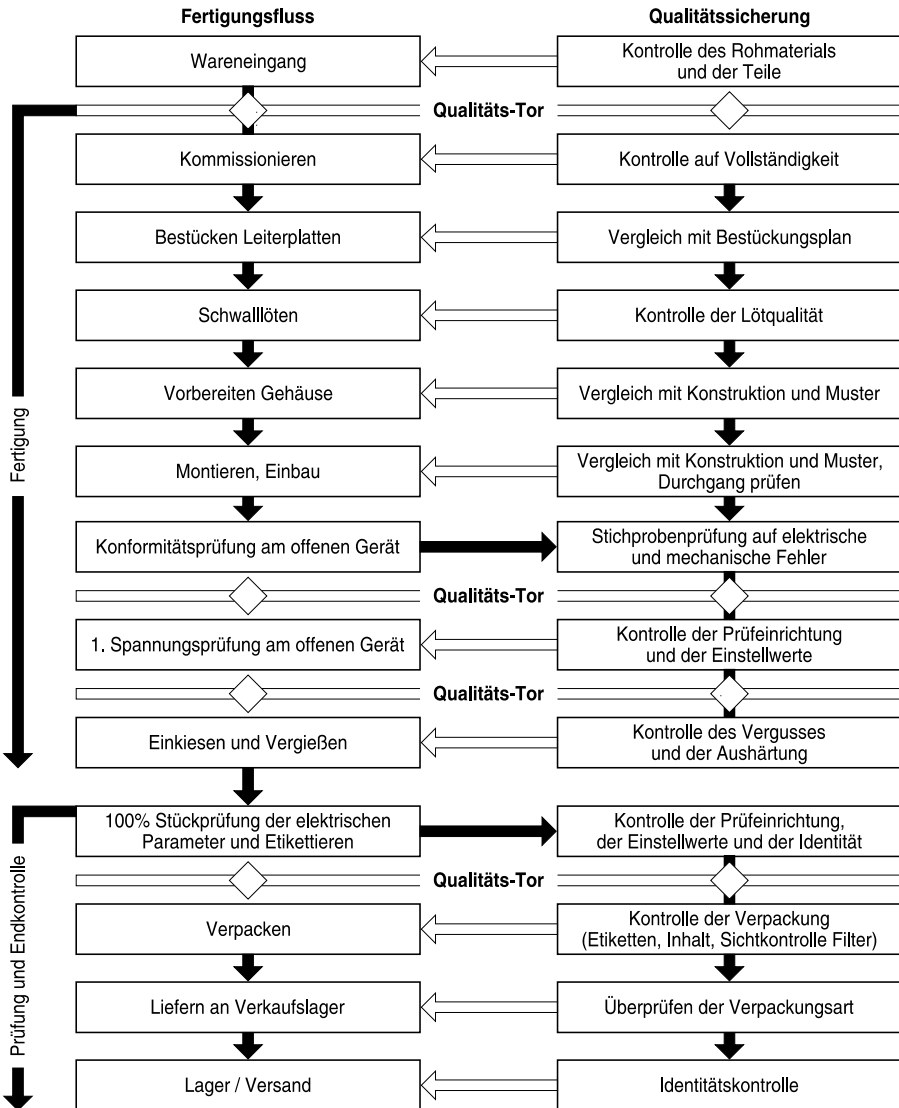 Fertigungsfluss
Qualitätssicherung
Wareneingang
Kontrolle des Rohmaterials
und der Teile
Qualitäts-Tor
Kommissionieren
Kontrolle auf Vollständigkeit
Bestücken Leiterplatten
Vergleich mit Bestückungsplan
Schwalllöten
Kontrolle der Lötqualität
Vorbereiten Gehäuse
Vergleich mit Konstruktion und Muster
Montieren, Einbau
Vergleich mit Konstruktion und Muster,
Durchgang prüfen
Konformitätsprüfung am offenen Gerät
Stichprobenprüfung auf elektrische
und mechanische Fehler
Qualitäts-Tor
1. Spannungsprüfung am offenen Gerät
Kontrolle der Prüfeinrichtung
und der Einstellwerte
Qualitäts-Tor
Einkiesen und Vergießen
Kontrolle des Vergusses
und der Aushärtung
Fertigung
100% Stückprüfung der elektrischen
Parameter und Etikettieren
Kontrolle der Prüfeinrichtung,
der Einstellwerte und der Identität
Qualitäts-Tor
Verpacken
Kontrolle der Verpackung
(Etiketten, Inhalt, Sichtkontrolle Filter)
Liefern an Verkaufslager
Überprüfen der Verpackungsart
Lager / Versand
Identitätskontrolle
Prüfung und Endkontrolle